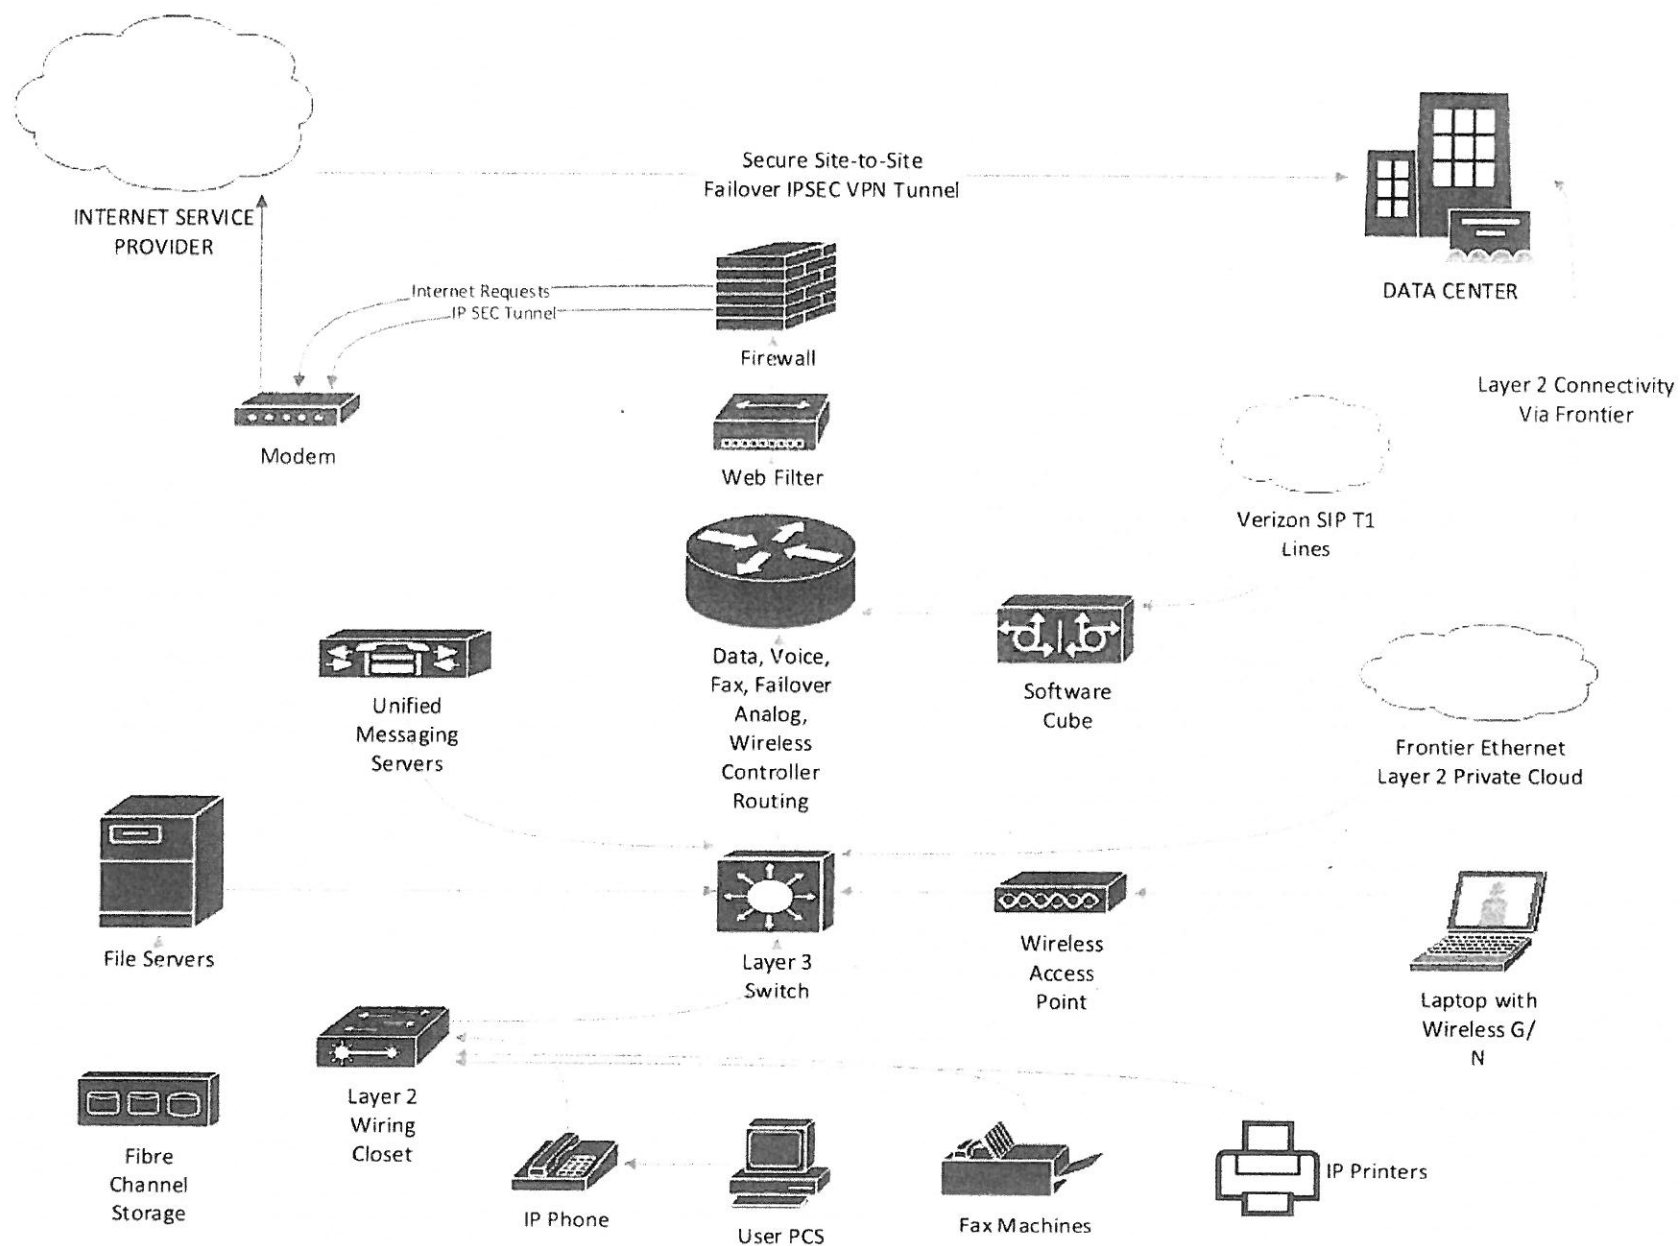 Secure Site-to-Site
Failover IPSEC VPN Tunnel
INTERNET SERVICE
PROVIDER
DATA CENTER
Internet Requests
IP SEC Tunnel
Firewall
Layer 2 Connectivity
Via Frontier
Modem
Web Filter
Verizon SIP T1
Lines
Data, Voice,
Fax, Failover
Analog,
Wireless
Controller
Routing
Software
Cube
Unified
Messaging
Servers
Frontier Ethernet
Layer 2 Private Cloud
File Servers
Layer 3
Switch
Wireless
Access
Point
Laptop with
Wireless G/
N
Layer 2
Wiring
Closet
Fibre
Channel
Storage
IP Phone
User PCS
Fax Machines
IP Printers